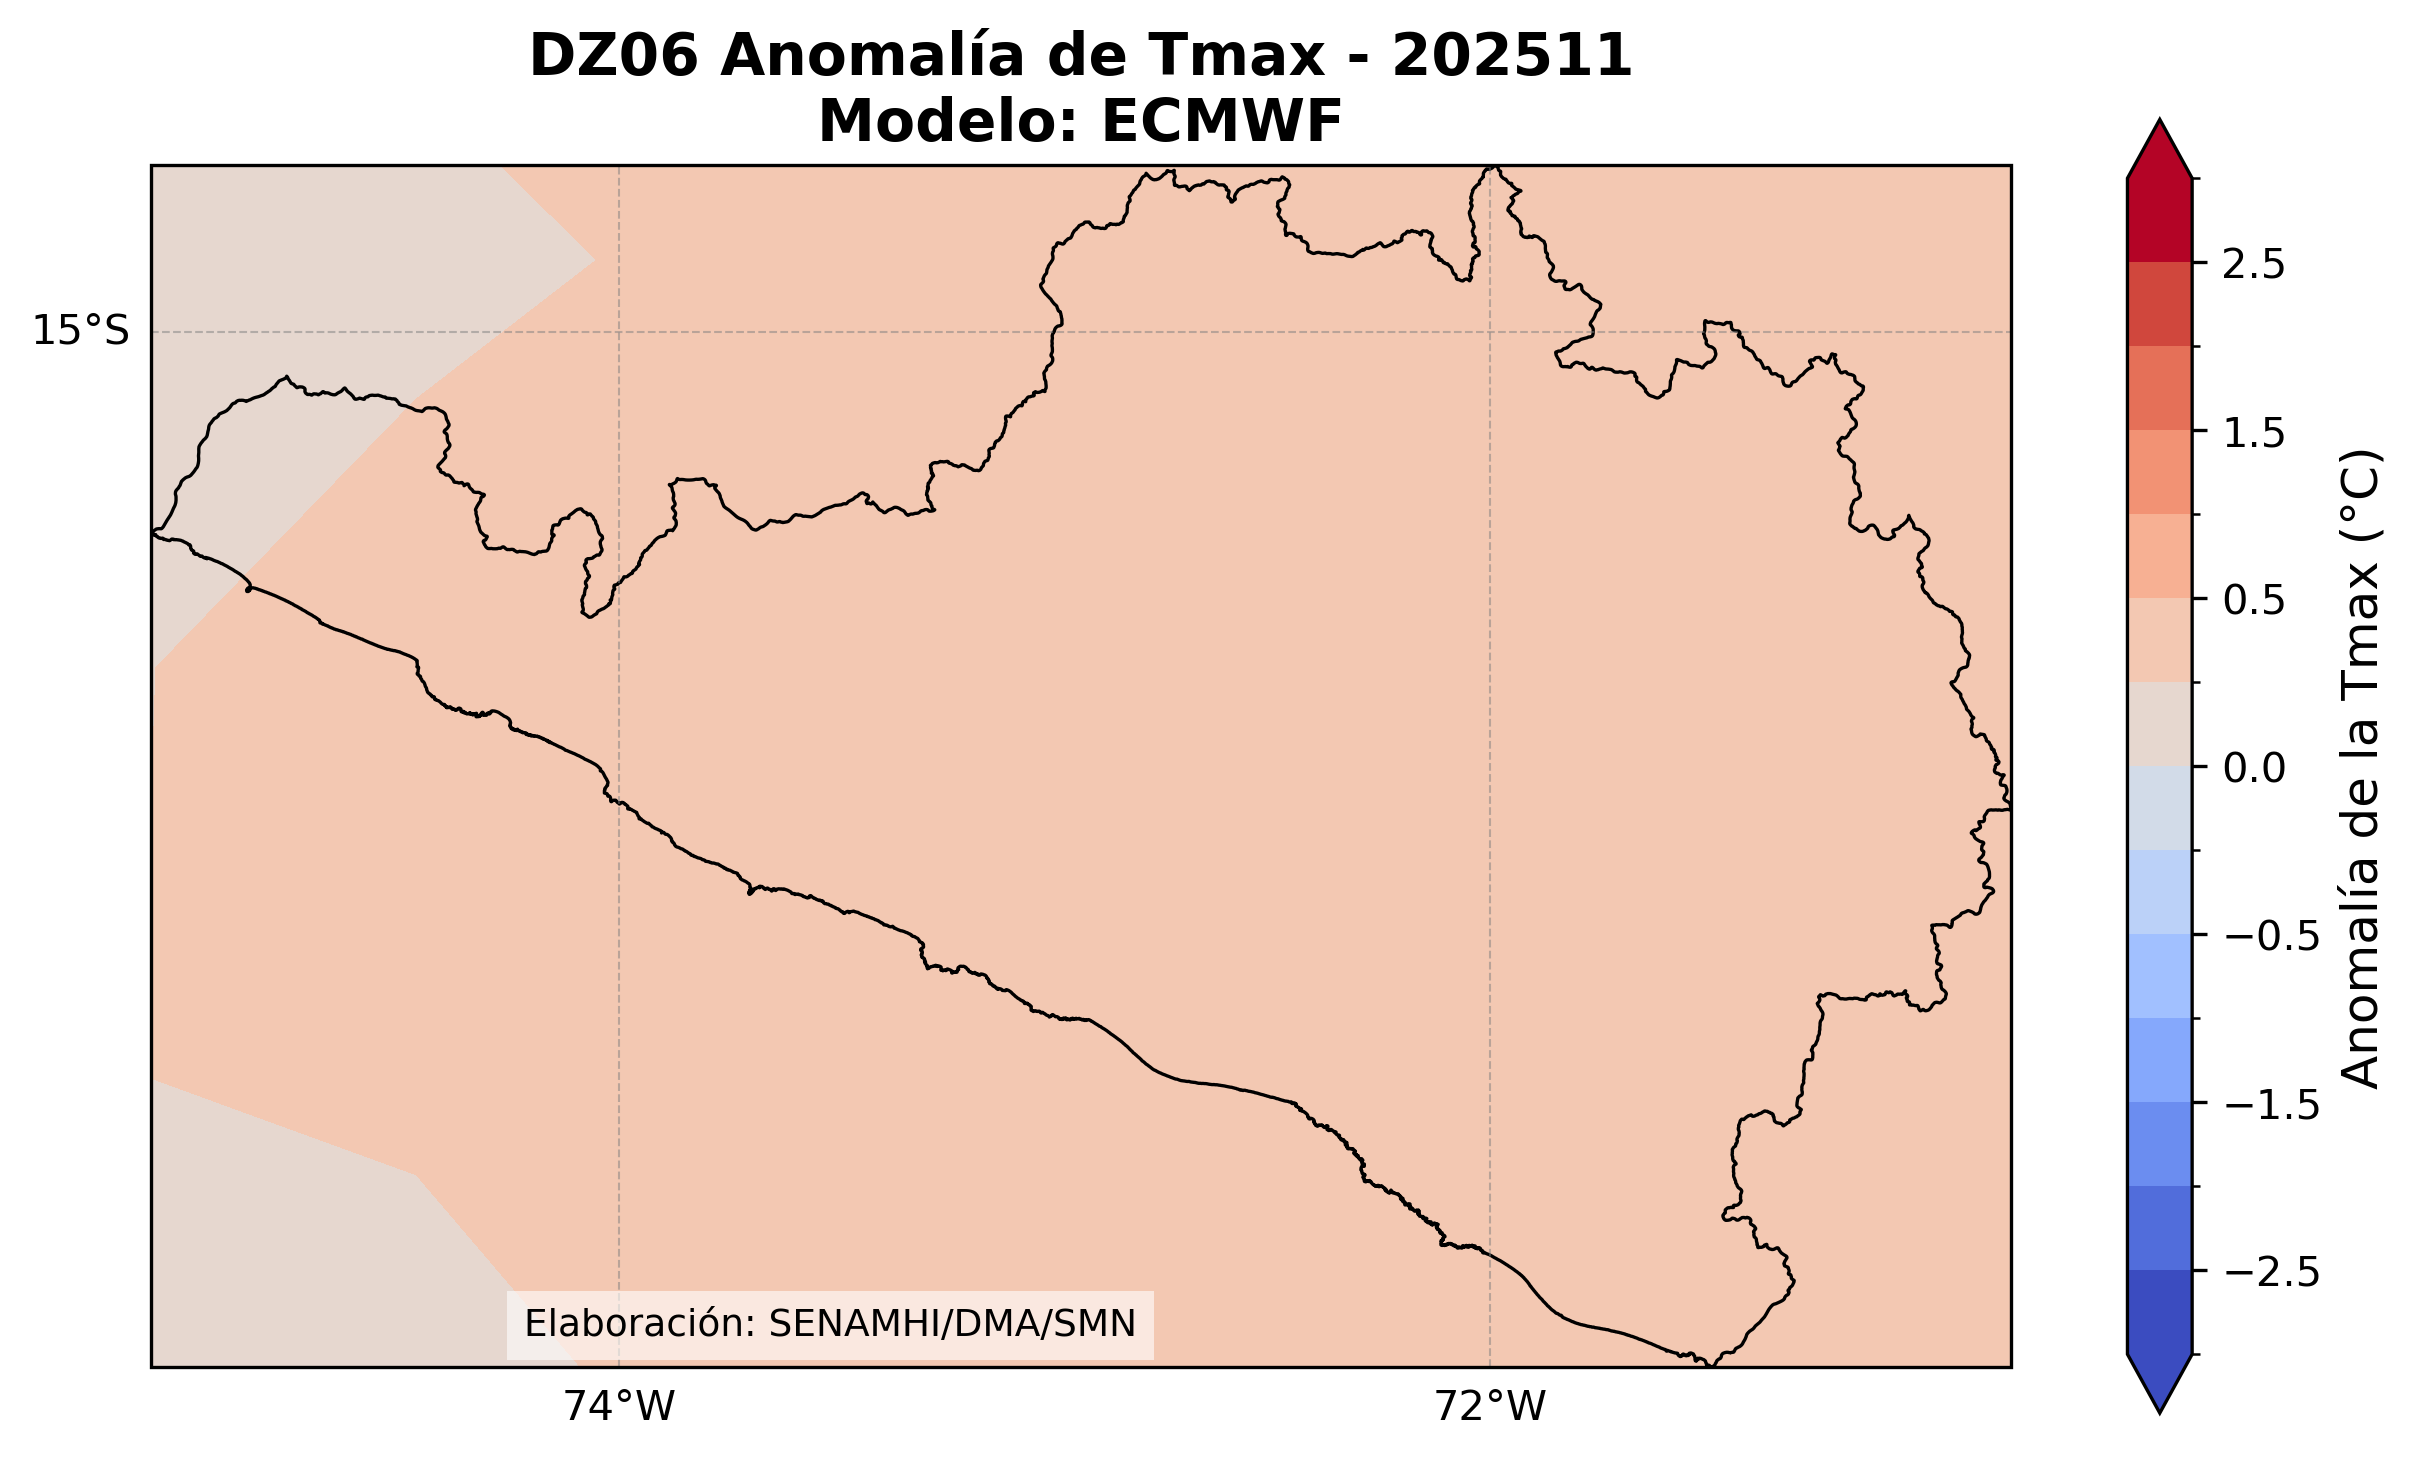 DZ06 Anomalía de Tmax - 202511
Modelo: ECMWF
15°S
74°W
72°W
Elaboración: SENAMHI/DMA/SMN
2.5
1.5
0.5
0.0
−0.5
−1.5
−2.5
Anomalía de la Tmax (°C)